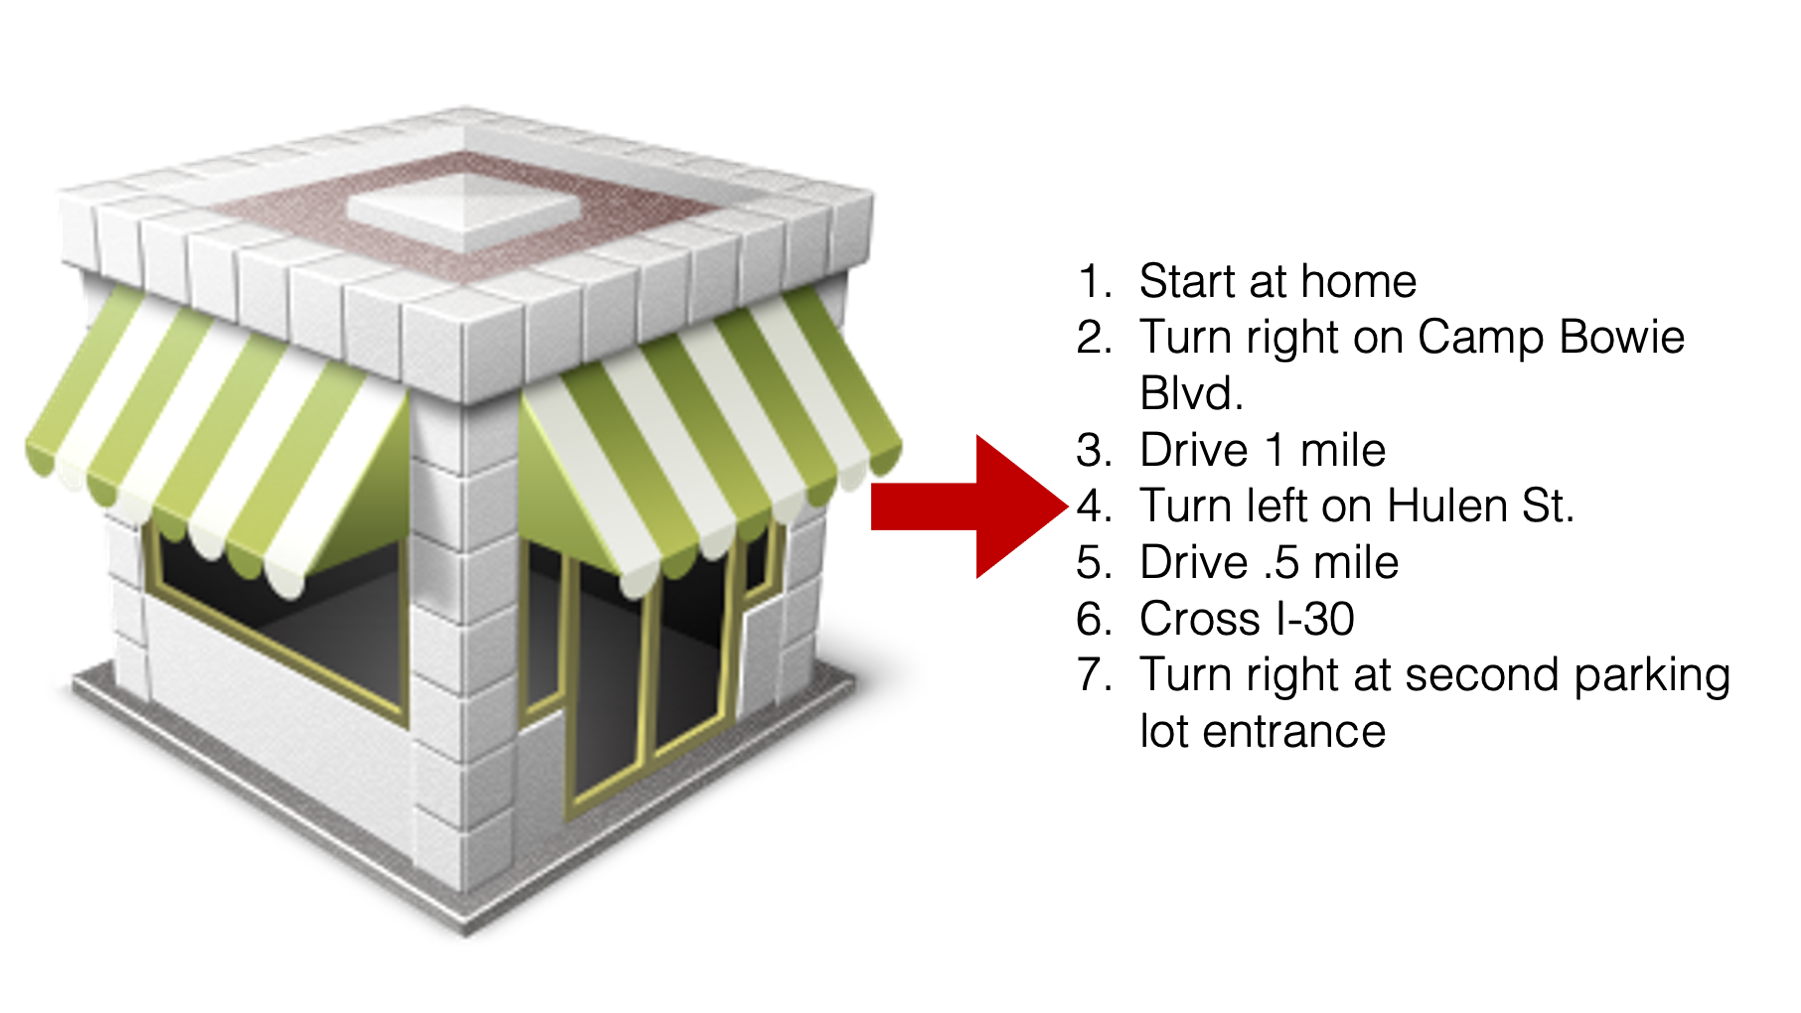 1. Start at home
2. Turn right on Camp Bowie
Blvd.
3. Drive 1 mile
4. Turn left on Hulen St.
5. Drive .5 mile
6. Cross I-30
7. Turn right at second parking
lot entrance